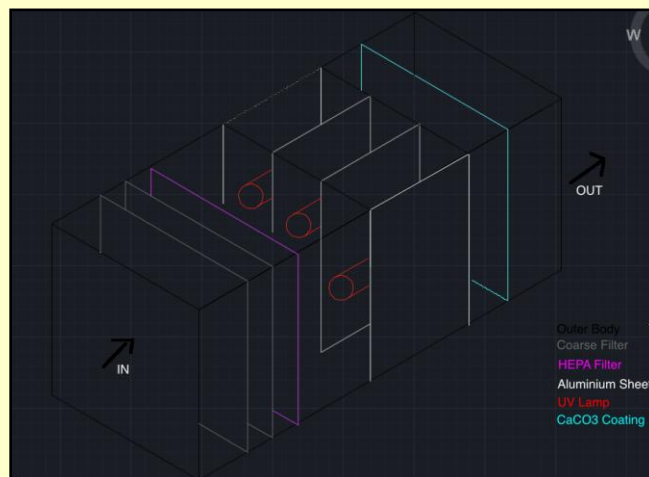 W
OUT
IN
Outer Body
Coarse Filter
HEPA Filter
Aluminium Sheet
UV Lamp
CaCO3 Coating